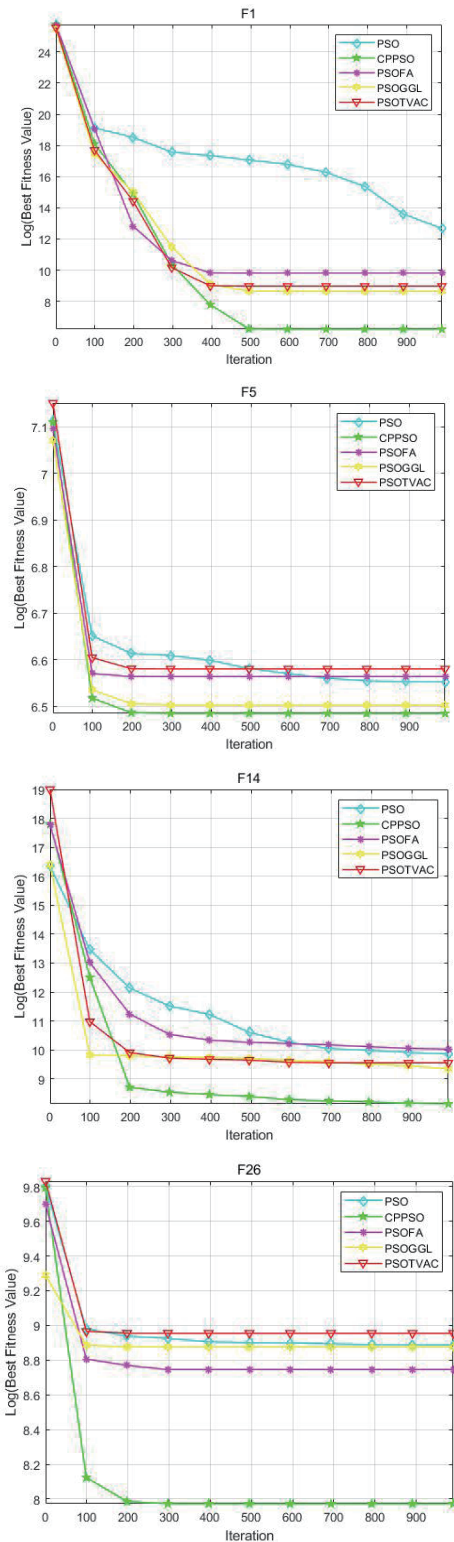 F1
24
22
20
18
16
14
12
10
8
Log(Best Fitness Value)
PSO
CPPSO
PSOFA
PSOGGL
PSOTVAC
0 100 200 300 400 500 600 700 800 900
Iteration
F5
7.1
7
6.9
6.8
6.7
6.6
6.5
Log(Best Fitness Value)
PSO
CPPSO
PSOFA
PSOGGL
PSOTVAC
0 100 200 300 400 500 600 700 800 900
Iteration
F14
19
18
17
16
15
14
13
12
11
10
9
Log(Best Fitness Value)
PSO
CPPSO
PSOFA
PSOGGL
PSOTVAC
0 100 200 300 400 500 600 700 800 900
Iteration
F26
9.8
9.6
9.4
9.2
9
8.8
8.6
8.4
8.2
8
Log(Best Fitness Value)
PSO
CPPSO
PSOFA
PSOGGL
PSOTVAC
0 100 200 300 400 500 600 700 800 900
Iteration